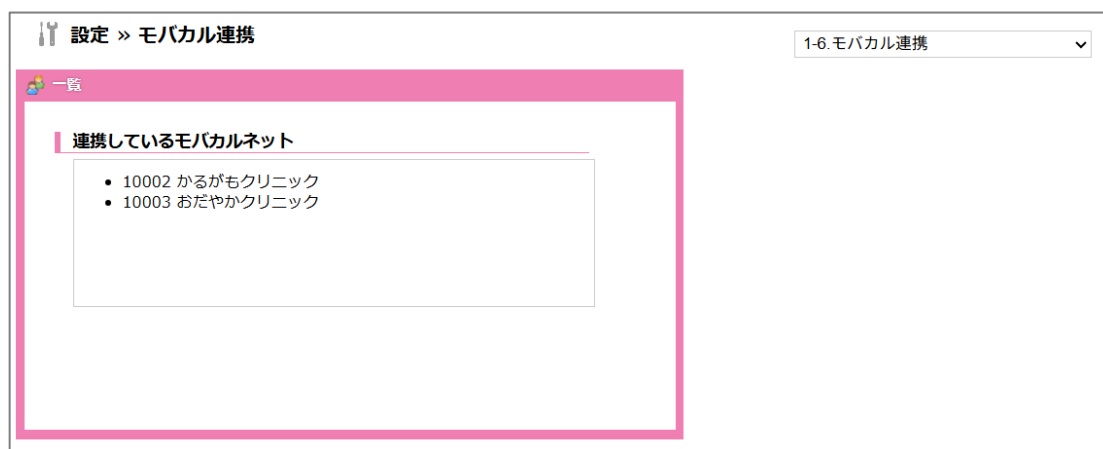 設定 » モバカル連携
1-6.モバカル連携
一覧
連携しているモバカルネット
10002 かるがもクリニック
10003 おだやかクリニック